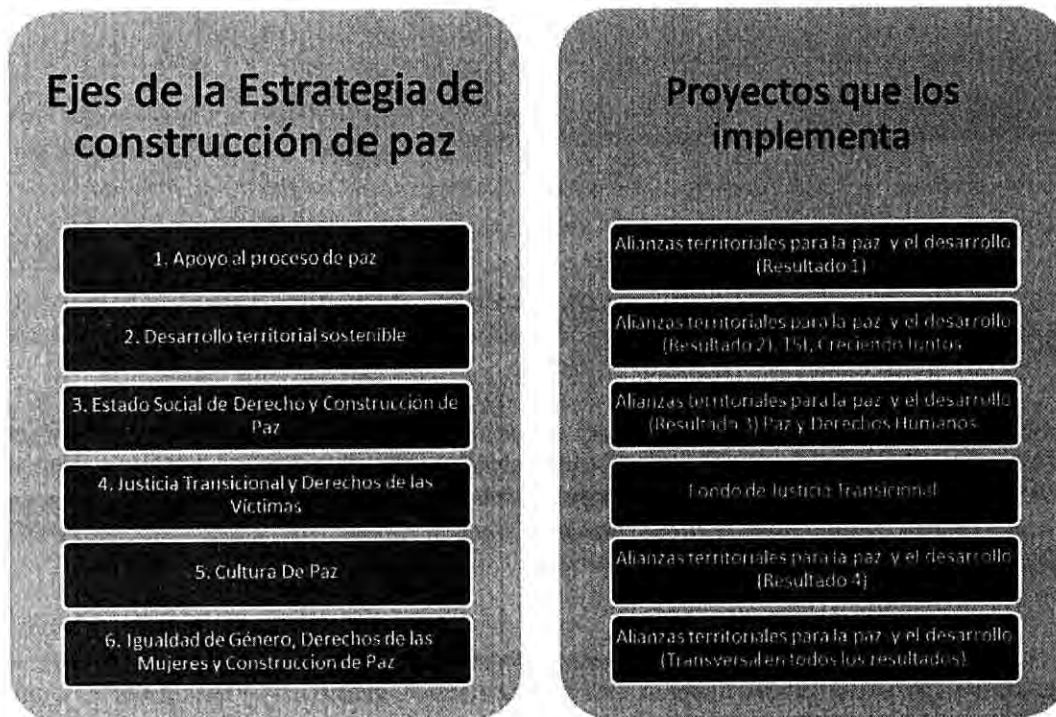 Ejes de la Estrategia de
construcción de paz
1. Apoyo al proceso de paz
2. Desarrollo territorial sostenible
3. Estado Social de Derecho y Construcción de
Paz
4. Justicia Transicional y Derechos de las
Víctimas
5. Cultura De Paz
6. Igualdad de Género, Derechos de las
Mujeres y Construccion de Paz
Proyectos que los
implementa
Alianzas territoriales para la paz y el desarrollo
(Resultado 1)
Alianzas territoriales para la paz y el desarrollo
(Resultado 2), TSI, Creciendo Juntos
Alianzas territoriales para la paz y el desarrollo
(Resultado 3) Paz y Derechos Humanos
Fondo de Justicia Transicional
Alianzas territoriales para la paz y el desarrollo
(Resultado 4)
Alianzas territoriales para la paz y el desarrollo
(Transversal en todos los resultados)